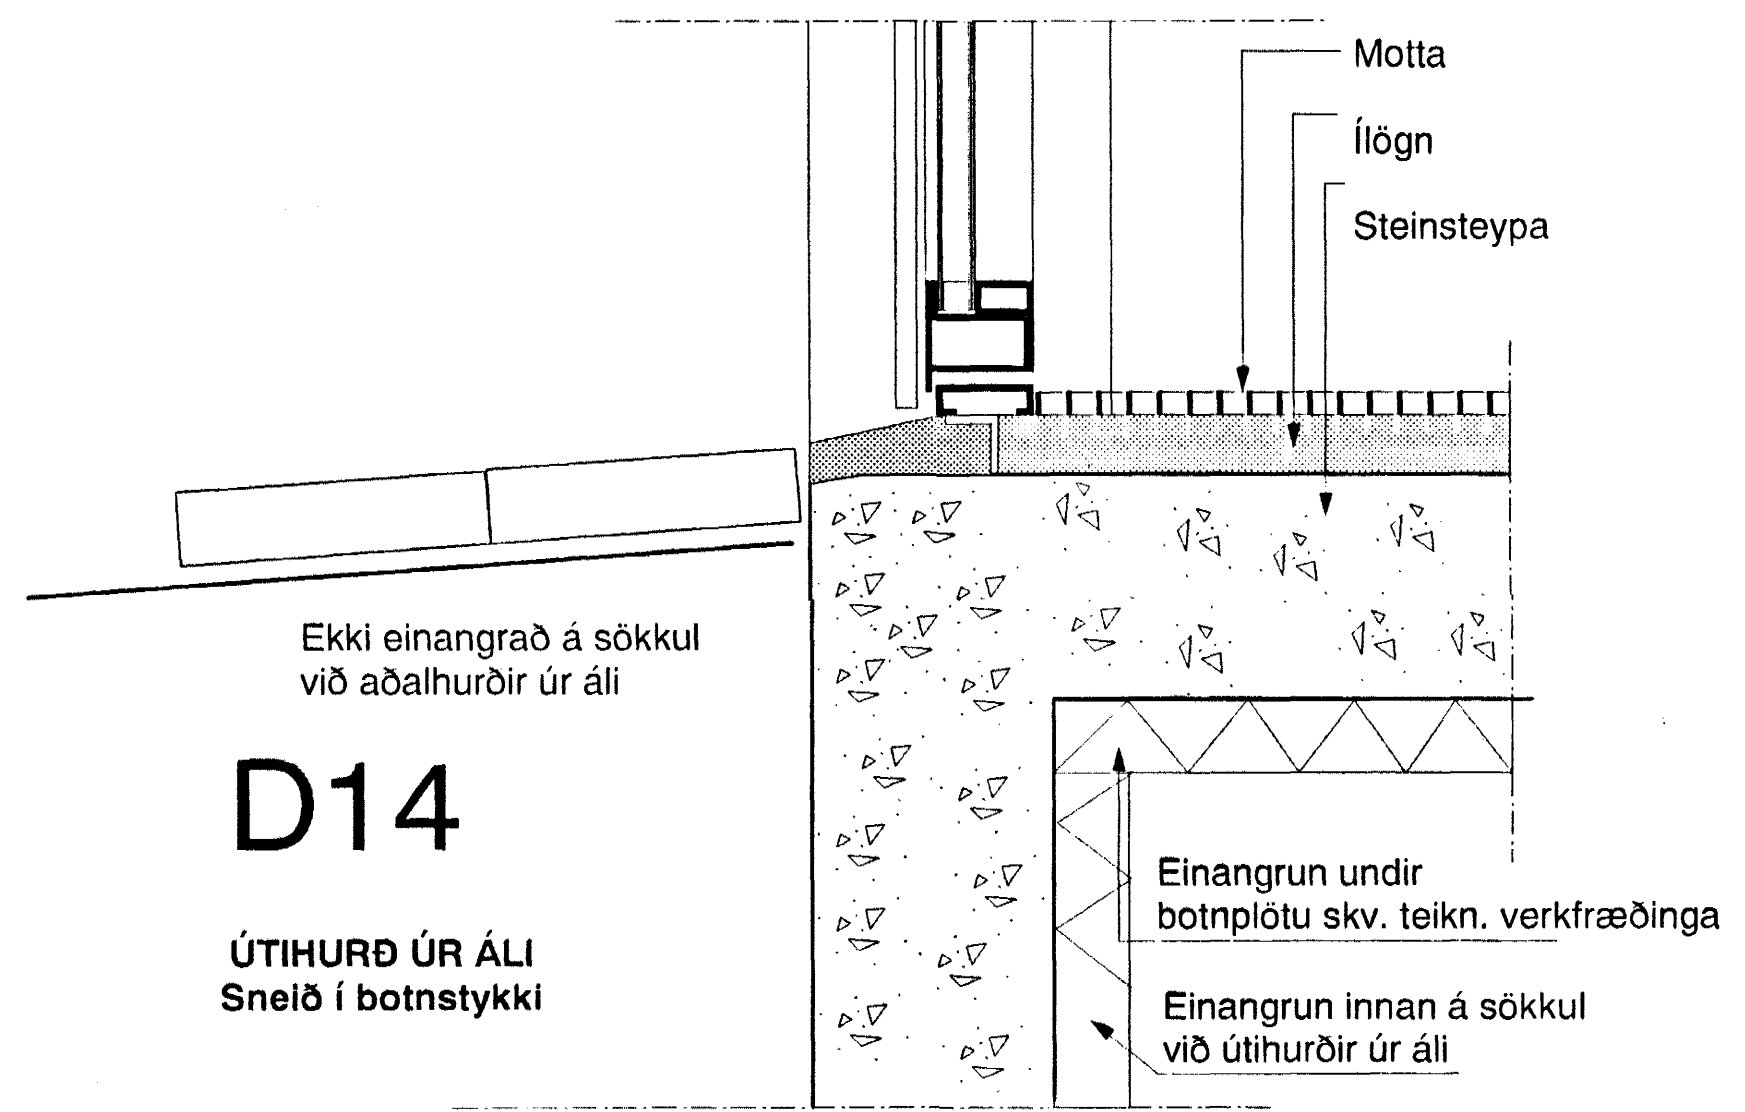 Motta
Ílögn
Steinsteypa
Ekki einangrað á sökkul
við aðalhurðir úr áli
D14
ÚTIHURÐ ÚR ÁLI
Sneið í botnstykki
Einangrun undir
botnplötu skv. teikn. verkfræðinga
Einangrun innan á sökkul
við útihurðir úr áli